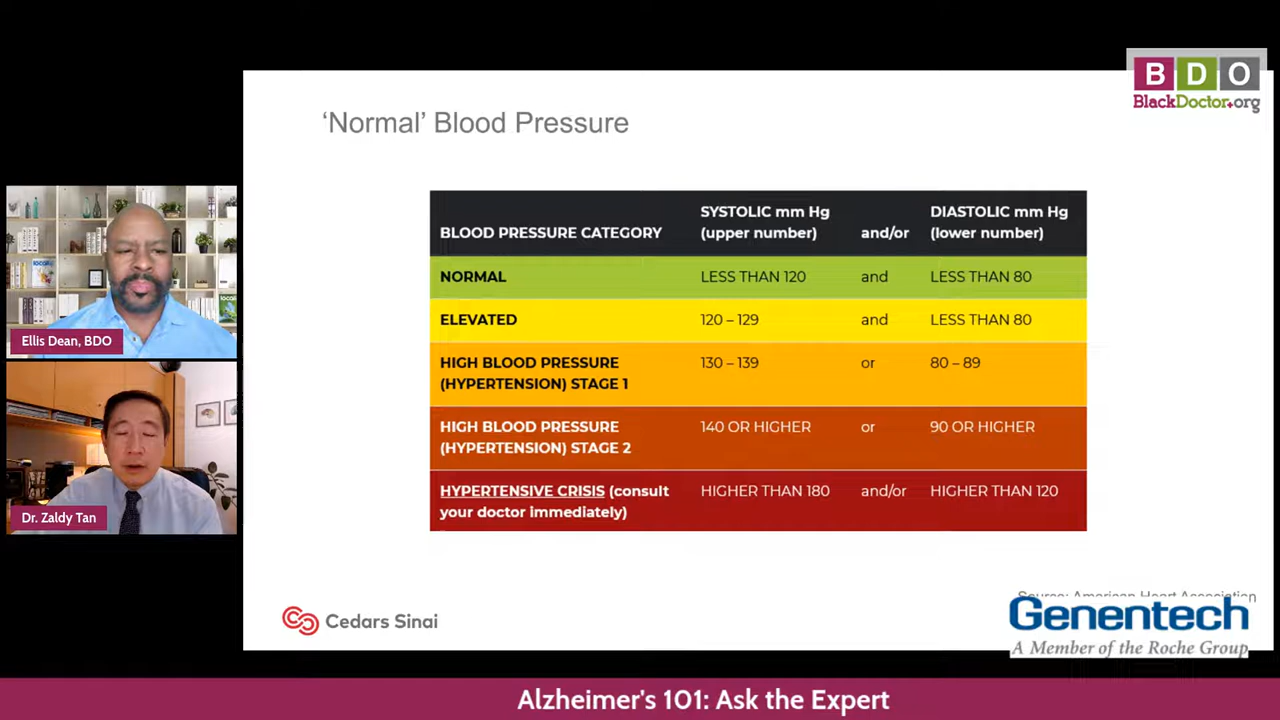 B D O
BlackDoctor.org
'Normal' Blood Pressure
BLOOD PRESSURE CATEGORY SYSTOLIC mm Hg (upper number) and/or DIASTOLIC mm Hg (lower number)
NORMAL LESS THAN 120 and LESS THAN 80
ELEVATED 120 – 129 and LESS THAN 80
HIGH BLOOD PRESSURE (HYPERTENSION) STAGE 1 130 – 139 or 80 – 89
HIGH BLOOD PRESSURE (HYPERTENSION) STAGE 2 140 OR HIGHER or 90 OR HIGHER
HYPERTENSIVE CRISIS (consult your doctor immediately) HIGHER THAN 180 and/or HIGHER THAN 120
Ellis Dean, BDO
Dr. Zaldy Tan
Cedars Sinai
Source: American Heart Association
Genentech
A Member of the Roche Group
Alzheimer's 101: Ask the Expert